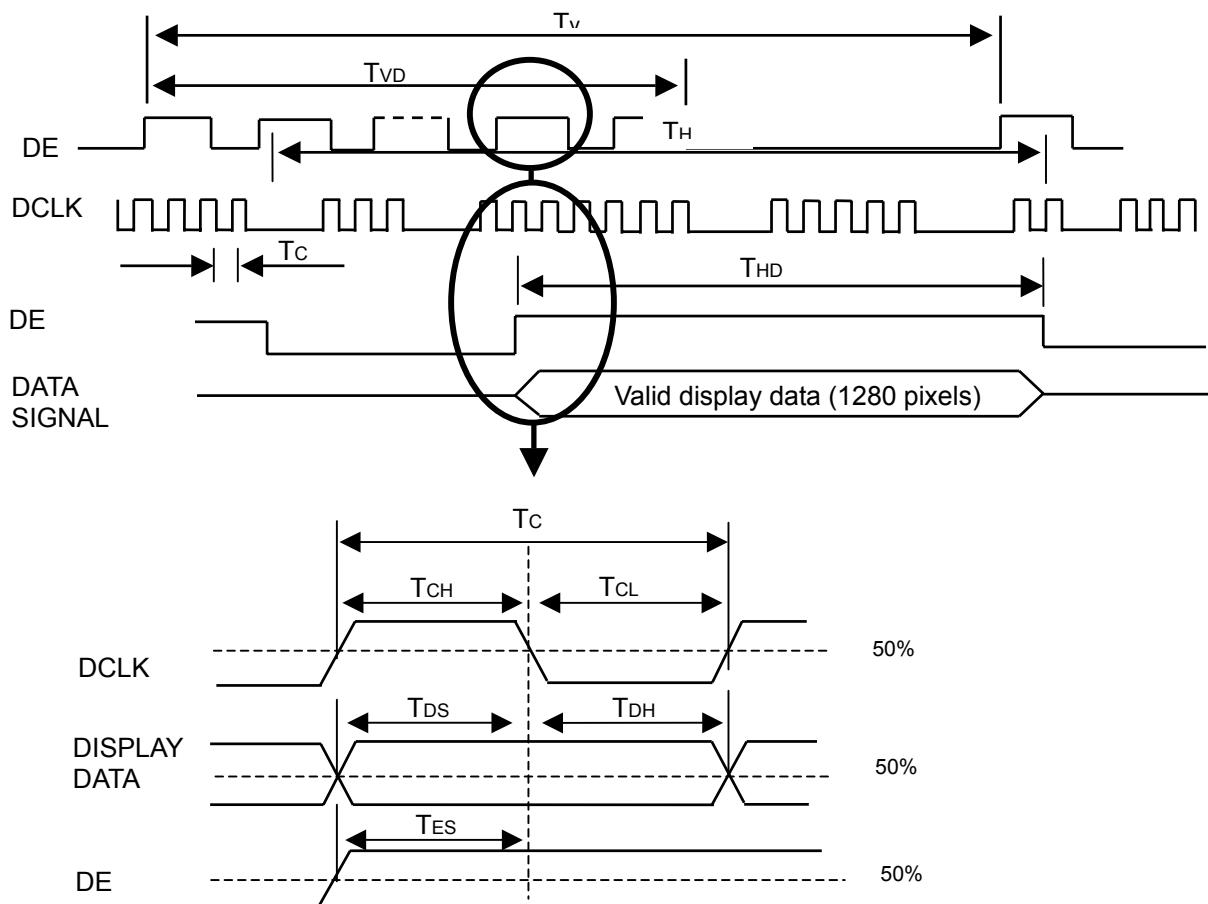 TV
TVD
TH
DE
DCLK
TC
THD
DE
DATA
SIGNAL
Valid display data (1280 pixels)
TC
TCH
TCL
DCLK
50%
TDS
TDH
DISPLAY
DATA
50%
TES
DE
50%